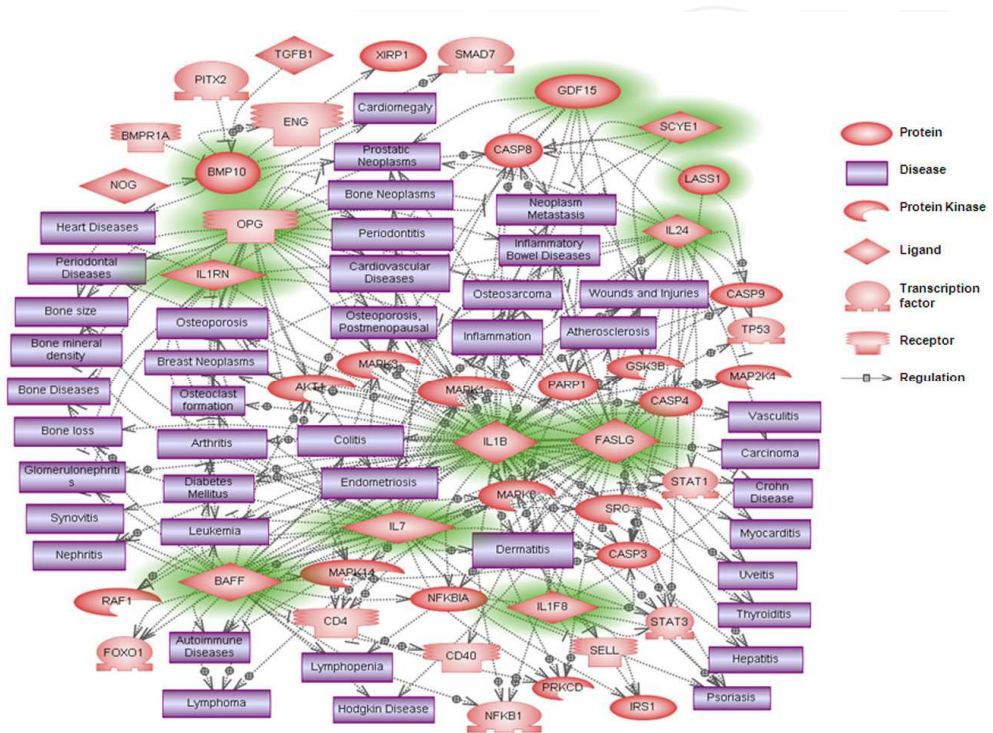 TGFB1
XIRP1
SMAD7
PITX2
GDF15
Cardiomegaly
ENG
SCYE1
BMPR1A
Prostatic
Neoplasms
CASP8
BMP10
LASS1
NOG
Bone Neoplasms
Neoplasm
Metastasis
OPG
IL24
Heart Diseases
Periodontitis
Inflammatory
Bowel Diseases
Periodontal
Diseases
IL1RN
Cardiovascular
Diseases
Osteosarcoma
Wounds and Injuries
CASP9
Bone size
Osteoporosis
Osteoporosis,
Postmenopausal
Inflammation
Atherosclerosis
TP53
Bone mineral
density
Breast Neoplasms
MAPK3
GSK3B
MAP2K4
Bone Diseases
Osteoclast
formation
AKT1
MAPK1
PARP1
CASP4
Vasculitis
Bone loss
Arthritis
Colitis
IL1B
FASLG
Carcinoma
Glomerulonephriti
s
Diabetes
Mellitus
Endometriosis
STAT1
Crohn
Disease
Synovitis
Leukemia
IL7
SRC
Myocarditis
Nephritis
Dermatitis
CASP3
Uveitis
BAFF
MAPK14
NFKBIA
IL1F8
Thyroiditis
RAF1
CD4
STAT3
FOXO1
Autoimmune
Diseases
Lymphopenia
CD40
SELL
Hepatitis
Lymphoma
Hodgkin Disease
PRKCD
IRS1
Psoriasis
NFKB1
Protein
Disease
Protein Kinase
Ligand
Transcription
factor
Receptor
Regulation